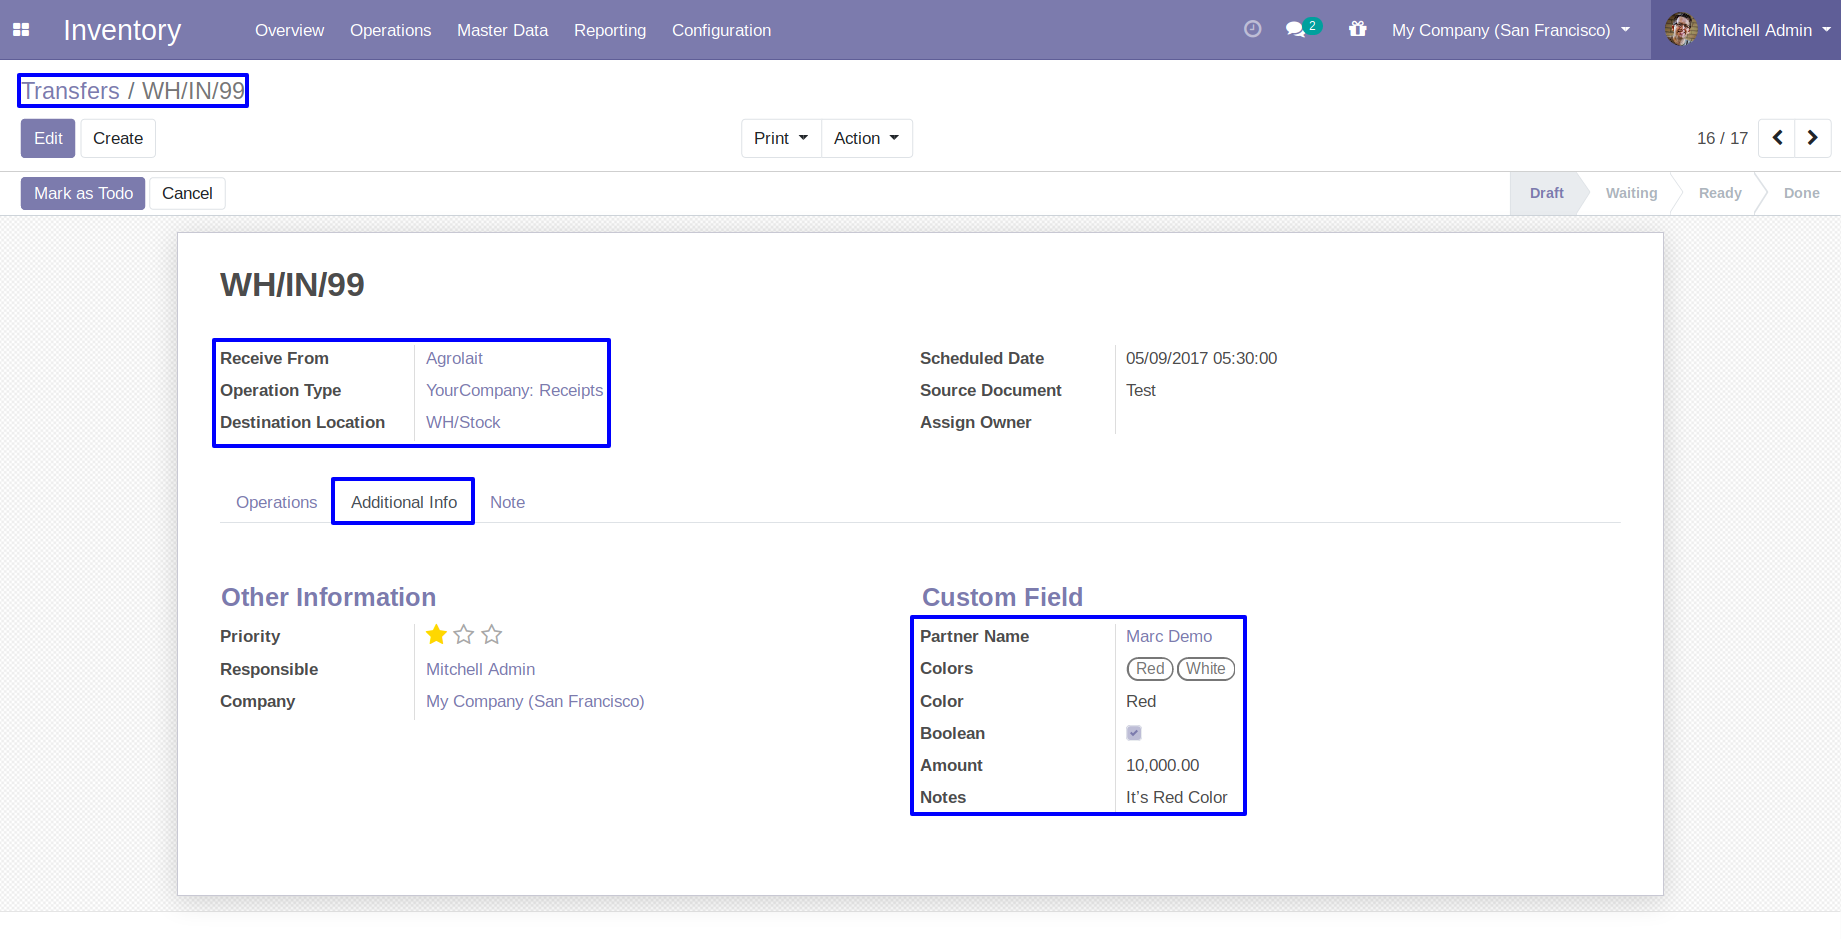 Inventory Overview Operations Master Data Reporting Configuration 2 My Company (San Francisco) Mitchell Admin
Transfers / WH/IN/99
Edit Create Print Action 16 / 17
Mark as Todo Cancel Draft Waiting Ready Done
WH/IN/99
Receive From Agrolait Scheduled Date 05/09/2017 05:30:00
Operation Type YourCompany: Receipts Source Document Test
Destination Location WH/Stock Assign Owner
Operations Additional Info Note
Other Information Custom Field
Priority Partner Name Marc Demo
Responsible Mitchell Admin Colors Red White
Company My Company (San Francisco) Color Red
Boolean
Amount 10,000.00
Notes It’s Red Color